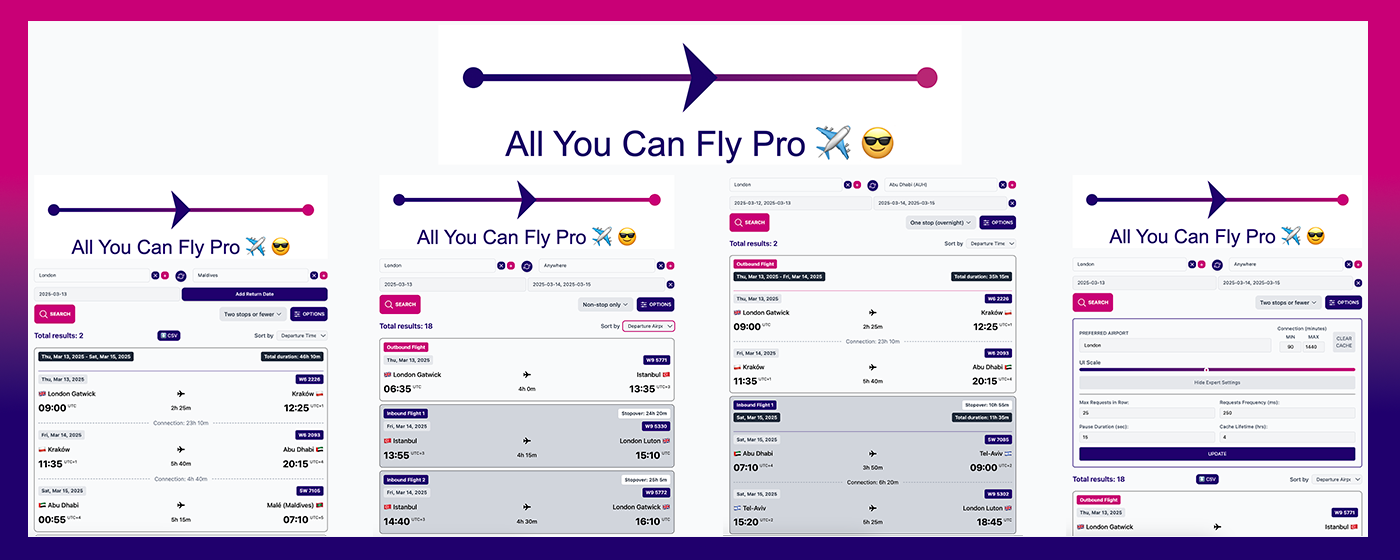 All You Can Fly Pro ✈️ 😎
All You Can Fly Pro ✈️ 😎
London
Maldives
2025-03-13
Add Return Date
SEARCH
Two stops or fewer
OPTIONS
Total results: 2
CSV
Sort by
Departure Time
Thu, Mar 13, 2025 - Sat, Mar 15, 2025
Total duration: 46h 10m
Thu, Mar 13, 2025
W6 2226
London Gatwick
Kraków
09:00 UTC
2h 25m
12:25 UTC+1
Connection: 23h 10m
Fri, Mar 14, 2025
W6 2093
Kraków
Abu Dhabi
11:35 UTC+1
5h 40m
20:15 UTC+4
Connection: 4h 40m
Sat, Mar 15, 2025
5W 7105
Abu Dhabi
Malé (Maldives)
00:55 UTC+4
5h 15m
07:10 UTC+5
All You Can Fly Pro ✈️ 😎
London
Anywhere
2025-03-13
2025-03-14, 2025-03-15
SEARCH
Non-stop only
OPTIONS
Total results: 18
Sort by
Departure Airpo
Outbound Flight
Thu, Mar 13, 2025
W9 5771
London Gatwick
Istanbul
06:35 UTC
4h 0m
13:35 UTC+3
Inbound Flight 1
Stopover: 24h 20m
Fri, Mar 14, 2025
W9 5330
Istanbul
London Luton
13:55 UTC+3
4h 15m
15:10 UTC
Inbound Flight 2
Stopover: 25h 5m
Fri, Mar 14, 2025
W9 5772
Istanbul
London Gatwick
14:40 UTC+3
4h 30m
16:10 UTC
London
Abu Dhabi (AUH)
2025-03-12, 2025-03-13
2025-03-14, 2025-03-15
SEARCH
One stop (overnight)
OPTIONS
Total results: 2
Sort by
Departure Time
Outbound Flight
Thu, Mar 13, 2025 - Fri, Mar 14, 2025
Total duration: 35h 15m
Thu, Mar 13, 2025
W6 2226
London Gatwick
Kraków
09:00 UTC
2h 25m
12:25 UTC+1
Connection: 23h 10m
Fri, Mar 14, 2025
W6 2093
Kraków
Abu Dhabi
11:35 UTC+1
5h 40m
20:15 UTC+4
Inbound Flight 1
Stopover: 10h 55m
Sat, Mar 15, 2025
Total duration: 11h 35m
Sat, Mar 15, 2025
5W 7085
Abu Dhabi
Tel-Aviv
07:10 UTC+4
3h 50m
09:00 UTC+2
Connection: 6h 20m
Sat, Mar 15, 2025
W9 5302
Tel-Aviv
London Luton
15:20 UTC+2
5h 25m
18:45 UTC
All You Can Fly Pro ✈️ 😎
London
Anywhere
2025-03-13
2025-03-14, 2025-03-15
SEARCH
Two stops or fewer
OPTIONS
PREFERRED AIRPORT
London
Connection (minutes)
MIN
MAX
90
1440
CLEAR
CACHE
UI Scale
Hide Expert Settings
Max Requests in Row:
Requests Frequency (ms):
25
250
Pause Duration (sec):
Cache Lifetime (hrs):
15
4
UPDATE
Total results: 18
CSV
Sort by
Departure Airpo
Outbound Flight
Thu, Mar 13, 2025
W9 5771
London Gatwick
Istanbul